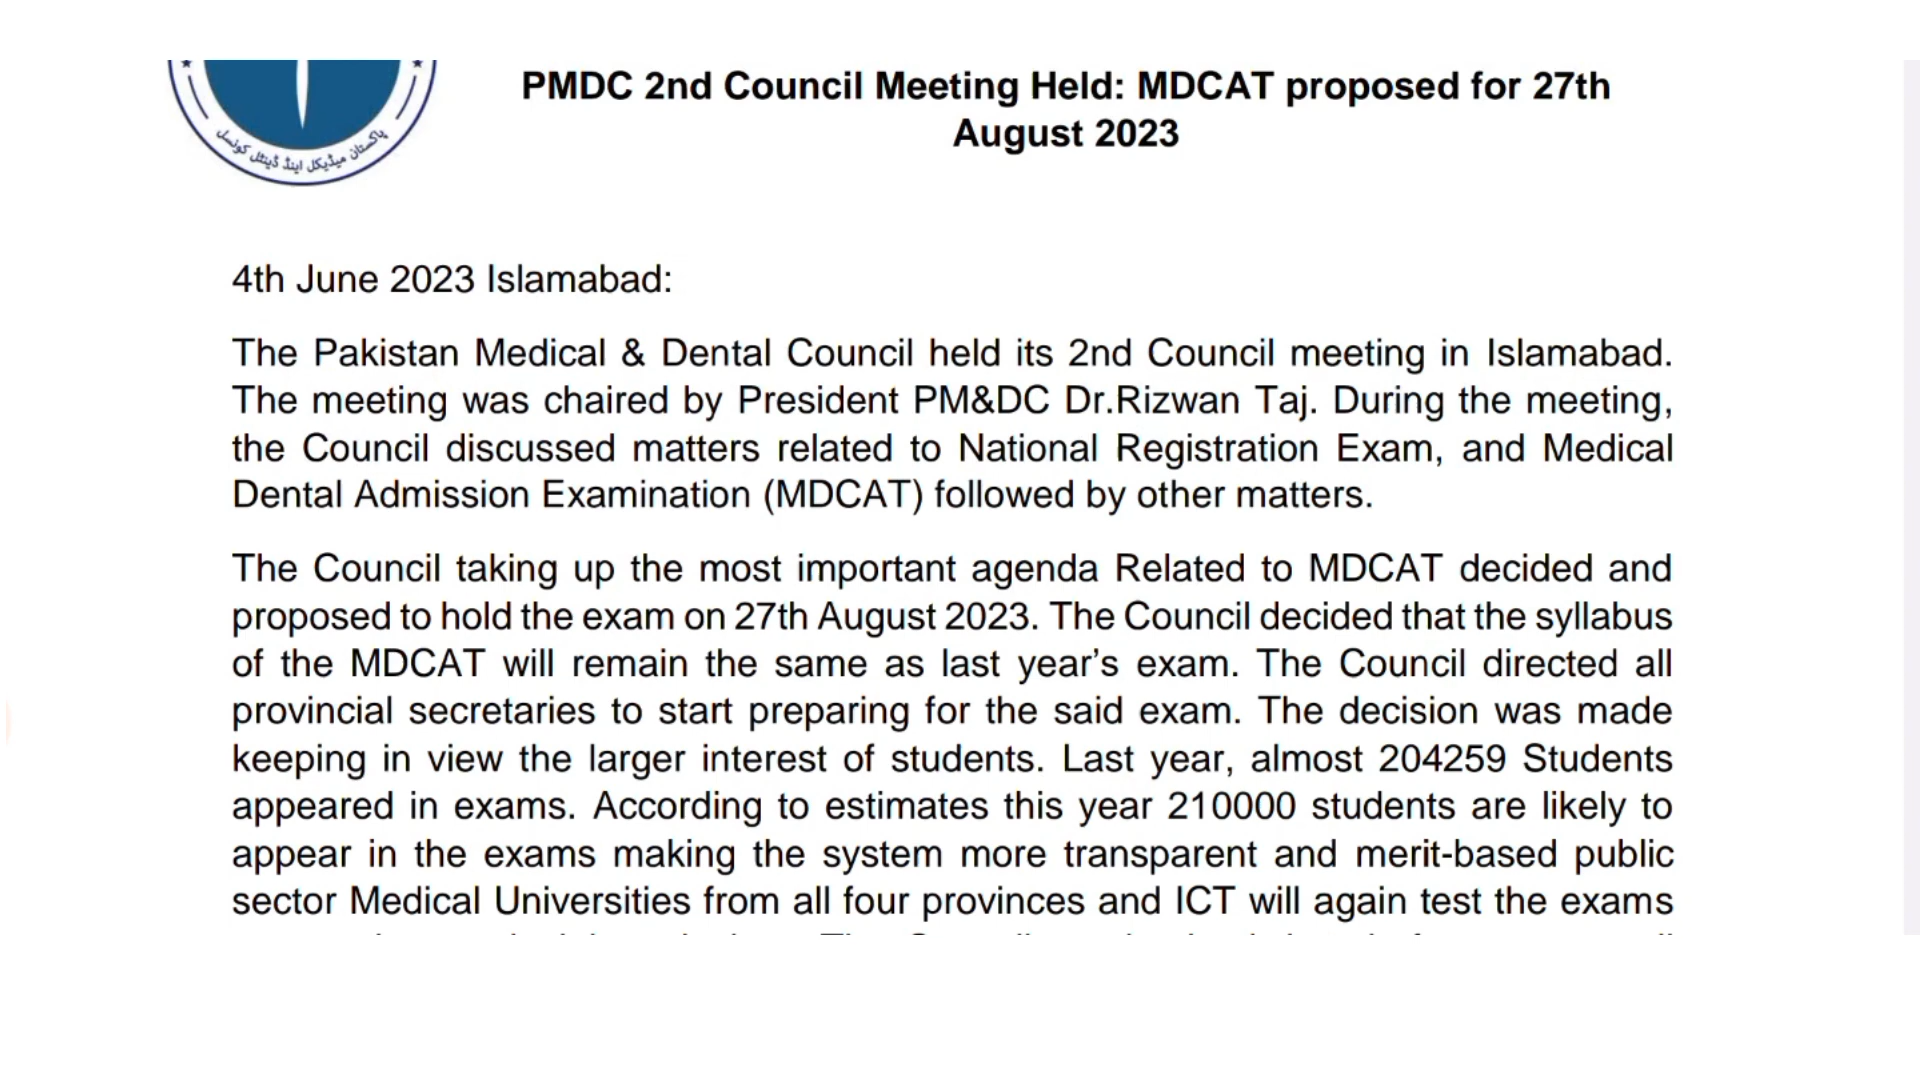 PMDC 2nd Council Meeting Held: MDCAT proposed for 27th
August 2023
پاکستان میڈیکل اینڈ ڈینٹل کونسل
4th June 2023 Islamabad:
The Pakistan Medical & Dental Council held its 2nd Council meeting in Islamabad.
The meeting was chaired by President PM&DC Dr.Rizwan Taj. During the meeting,
the Council discussed matters related to National Registration Exam, and Medical
Dental Admission Examination (MDCAT) followed by other matters.
The Council taking up the most important agenda Related to MDCAT decided and
proposed to hold the exam on 27th August 2023. The Council decided that the syllabus
of the MDCAT will remain the same as last year’s exam. The Council directed all
provincial secretaries to start preparing for the said exam. The decision was made
keeping in view the larger interest of students. Last year, almost 204259 Students
appeared in exams. According to estimates this year 210000 students are likely to
appear in the exams making the system more transparent and merit-based public
sector Medical Universities from all four provinces and ICT will again test the exams